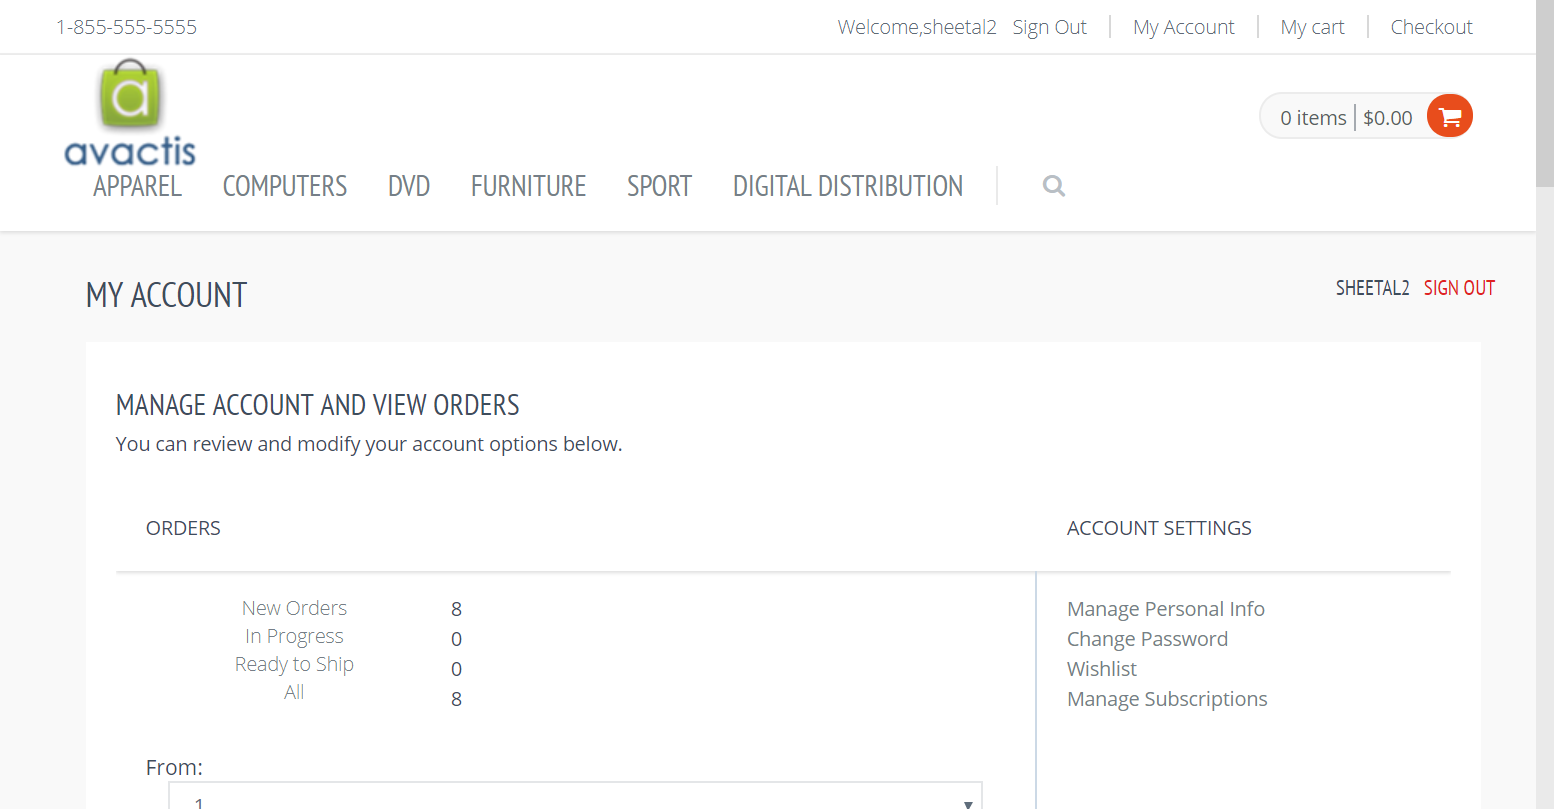 1-855-555-5555
Welcome,sheetal2 Sign Out My Account My cart Checkout
avactis
0 items $0.00
APPAREL COMPUTERS DVD FURNITURE SPORT DIGITAL DISTRIBUTION
MY ACCOUNT
SHEETAL2 SIGN OUT
MANAGE ACCOUNT AND VIEW ORDERS
You can review and modify your account options below.
ORDERS
New Orders 8
In Progress 0
Ready to Ship 0
All 8
From:
1
ACCOUNT SETTINGS
Manage Personal Info
Change Password
Wishlist
Manage Subscriptions